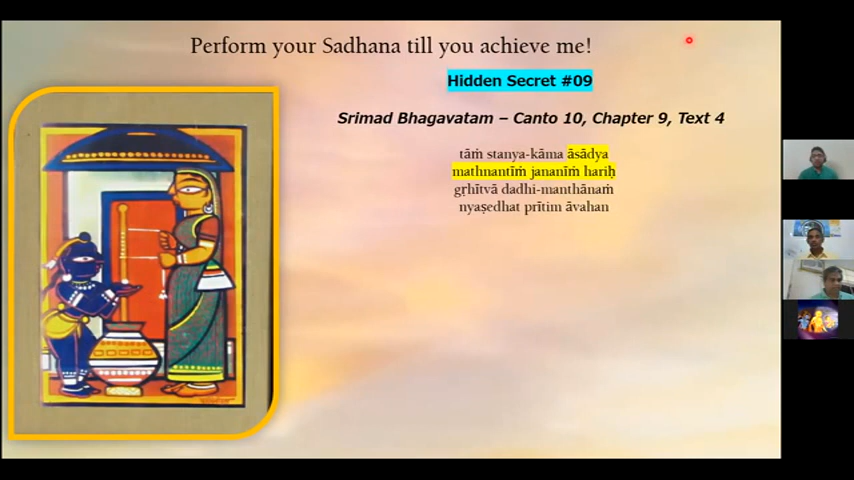 Perform your Sadhana till you achieve me!
Hidden Secret #09
Srimad Bhagavatam – Canto 10, Chapter 9, Text 4
tāṁ stanya-kāma āsādya
mathnantīṁ jananīṁ hariḥ
gṛhītvā dadhi-manthānaṁ
nyaṣedhat prītim āvahan